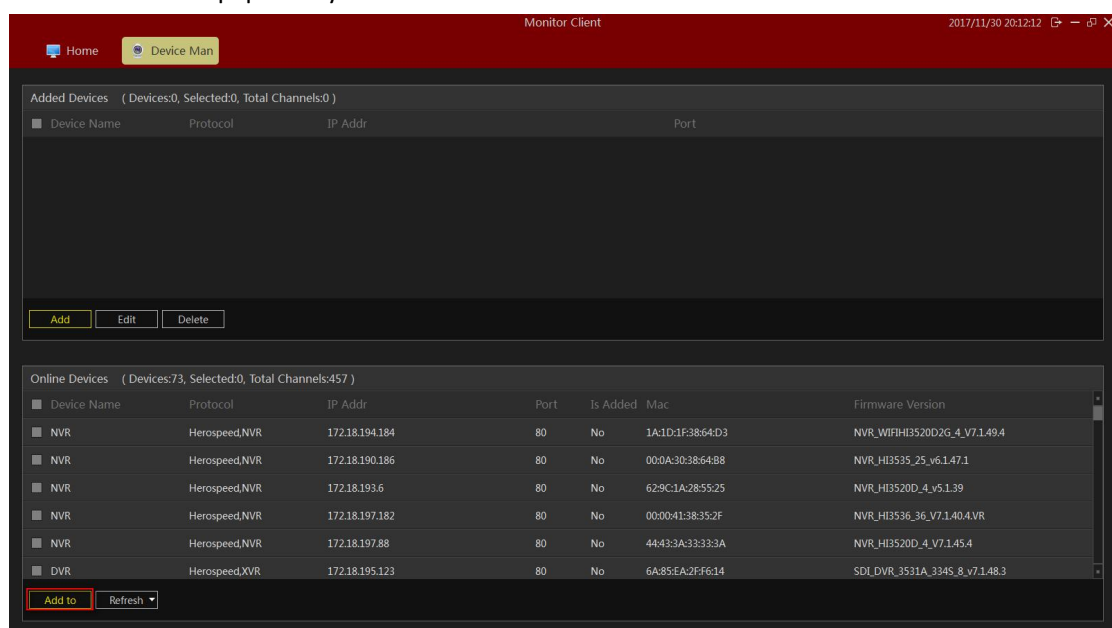 Monitor Client 2017/11/30 20:12:12
Home Device Man
Added Devices ( Devices:0, Selected:0, Total Channels:0 )
Device Name Protocol IP Addr Port
Add Edit Delete
Online Devices ( Devices:73, Selected:0, Total Channels:457 )
Device Name Protocol IP Addr Port Is Added Mac Firmware Version
NVR Herospeed,NVR 172.18.194.184 80 No 1A:1D:1F:38:64:D3 NVR_WIFIHI3520D2G_4_V7.1.49.4
NVR Herospeed,NVR 172.18.190.186 80 No 00:0A:30:38:64:B8 NVR_HI3535_25_v6.1.47.1
NVR Herospeed,NVR 172.18.193.6 80 No 62:9C:1A:28:55:25 NVR_HI3520D_4_v5.1.39
NVR Herospeed,NVR 172.18.197.182 80 No 00:00:41:38:35:2F NVR_HI3536_36_V7.1.40.4.VR
NVR Herospeed,NVR 172.18.197.88 80 No 44:43:3A:33:33:3A NVR_HI3520D_4_V7.1.45.4
DVR Herospeed,XVR 172.18.195.123 80 No 6A:85:EA:2F:F6:14 SDI_DVR_3531A_334S_8_v7.1.48.3
Add to Refresh